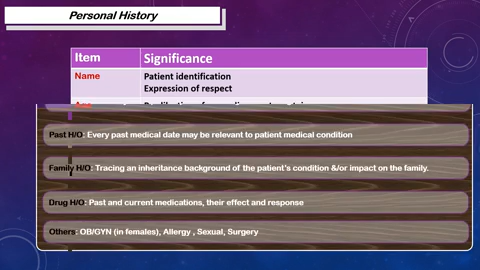 Personal History
Item Significance
Name Patient identification
Expression of respect
Past H/O: Every past medical date may be relevant to patient medical condition
Family H/O: Tracing an inheritance background of the patient's condition &/or impact on the family.
Drug H/O: Past and current medications, their effect and response
Others: OB/GYN (in females), Allergy , Sexual, Surgery